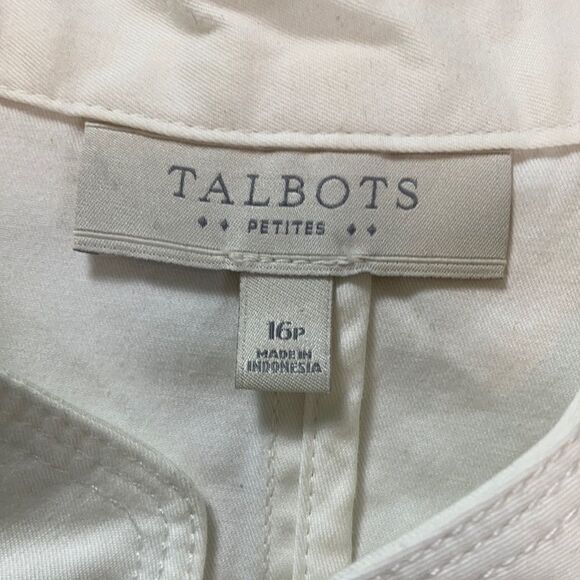 TALBOTS
♦ ♦ PETITES ♦ ♦
16P
MADE IN
INDONESIA